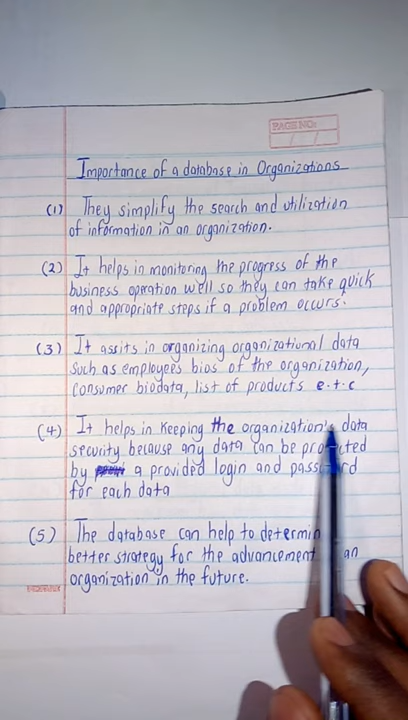 PAGE NO:
Importance of a database in Organizations
(1) They simplify the search and utilization
of information in an organization.
(2) It helps in monitoring the progress of the
business operation well so they can take quick
and appropriate steps if a problem occurs.
(3) It assits in organizing organizational data
such as employees bios of the organization,
consumer biodata, list of products e.t.c
(4) It helps in keeping the organization's data
security because any data can be protected
by a provided login and password
for each data
(5) The database can help to determin
better strategy for the advancement an
organization in the future.